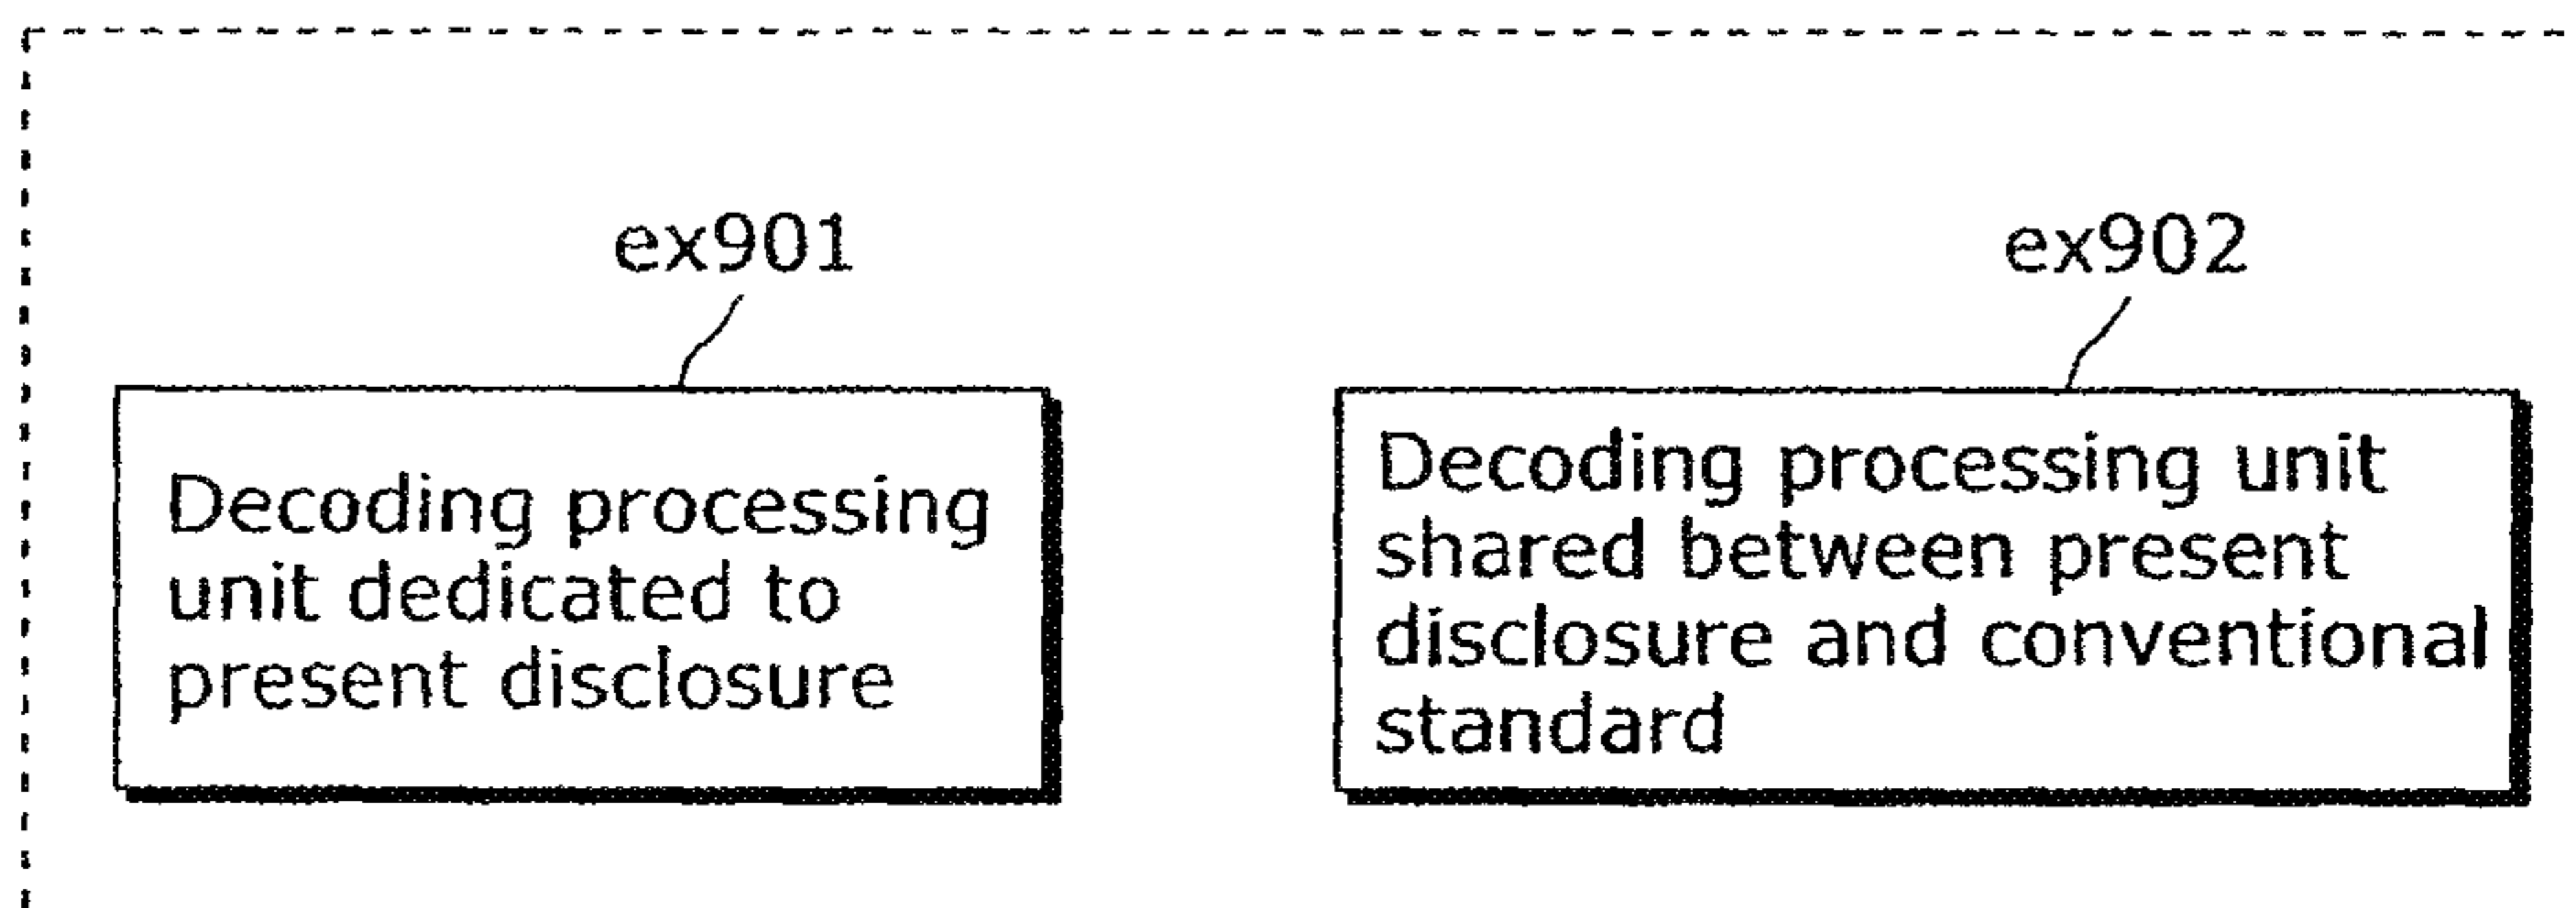 ex901
Decoding processing
unit dedicated to
present disclosure
ex902
Decoding processing unit
shared between present
disclosure and conventional
standard